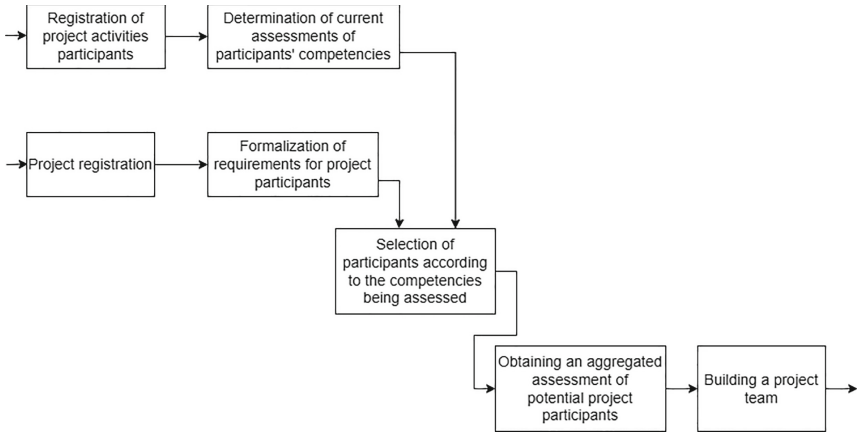 Registration of
project activities
participants
Determination of current
assessments of
participants' competencies
Project registration
Formalization of
requirements for project
participants
Selection of
participants according
to the competencies
being assessed
Obtaining an aggregated
assessment of
potential project
participants
Building a project
team